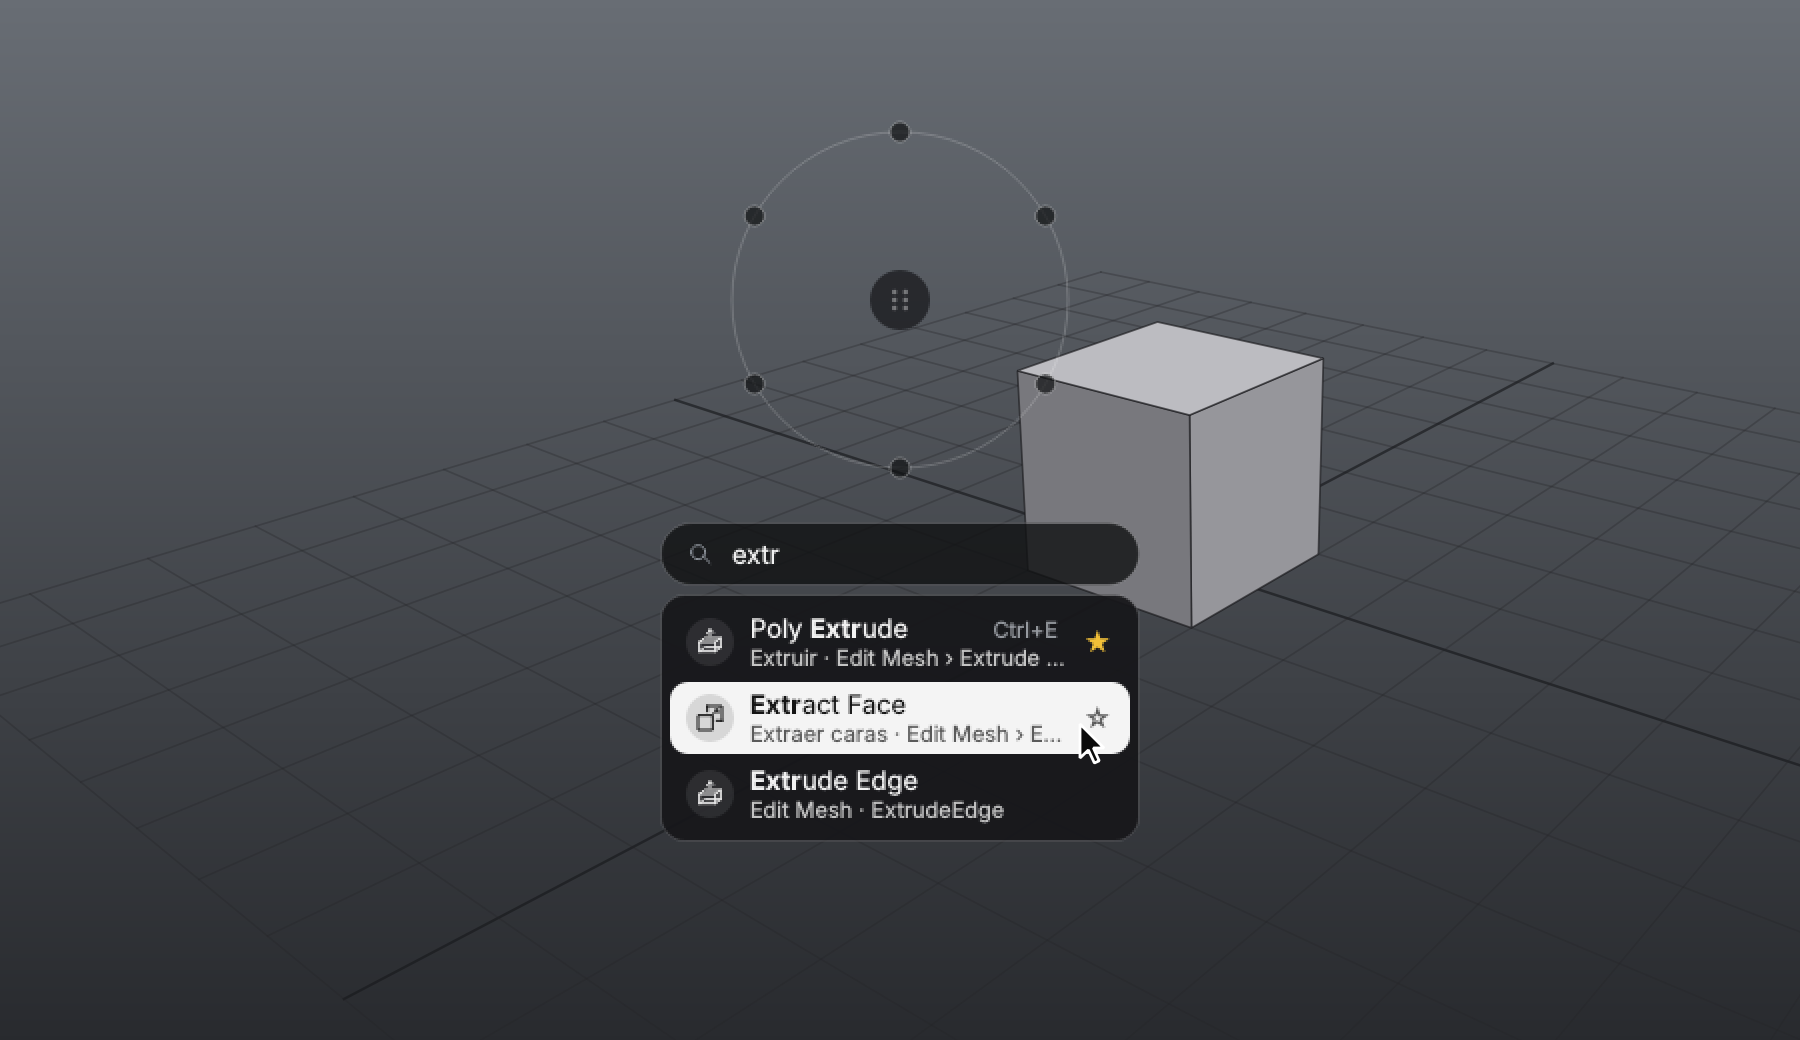 extr
Poly Extrude Ctrl+E
Extruir · Edit Mesh › Extrude ...
Extract Face
Extraer caras · Edit Mesh › E...
Extrude Edge
Edit Mesh · ExtrudeEdge